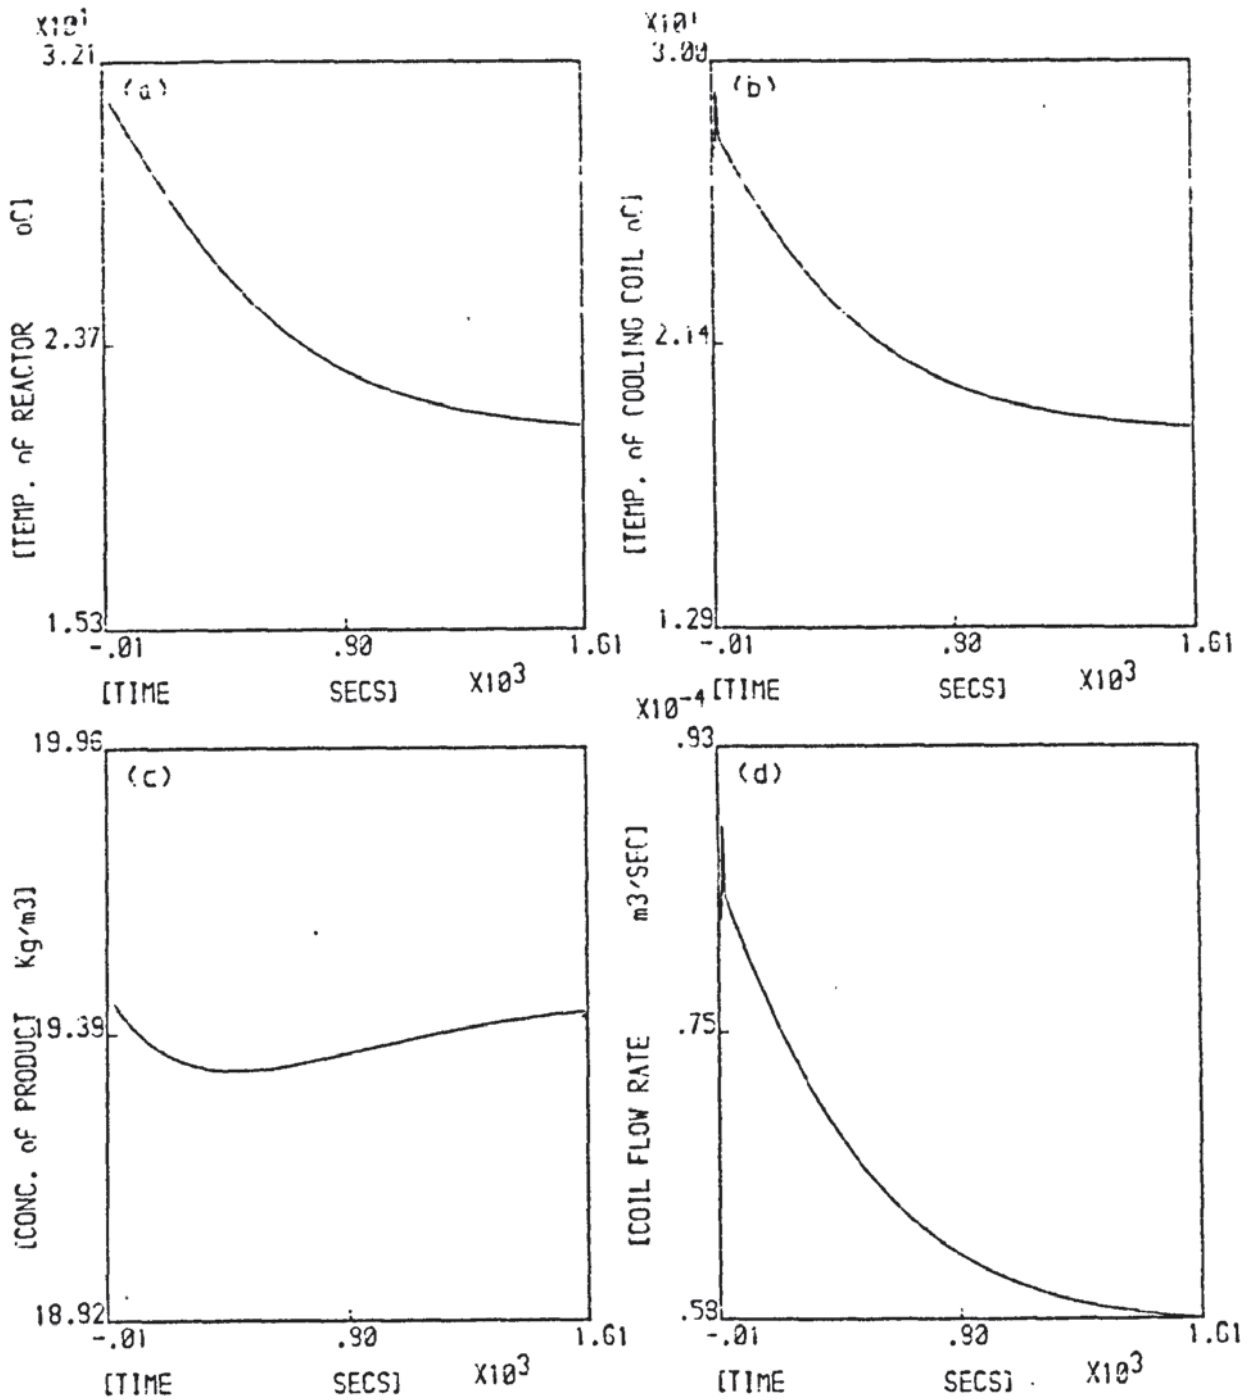 X10¹
3.21
(a)
[TEMP. of REACTOR oC]
2.37
1.53
-.01
.90
1.61
[TIME SECS] X10³
X10¹
3.00
(b)
[TEMP. of COOLING COIL oC]
2.14
1.29
-.01
.90
1.61
[TIME SECS] X10³
19.96
(c)
[CONC. of PRODUCT Kg/m3]
19.39
18.92
-.01
.90
1.61
[TIME SECS] X10³
X10⁻⁴
.93
(d)
[COIL FLOW RATE m3/SEC]
.75
.58
-.01
.90
1.61
[TIME SECS] X10³